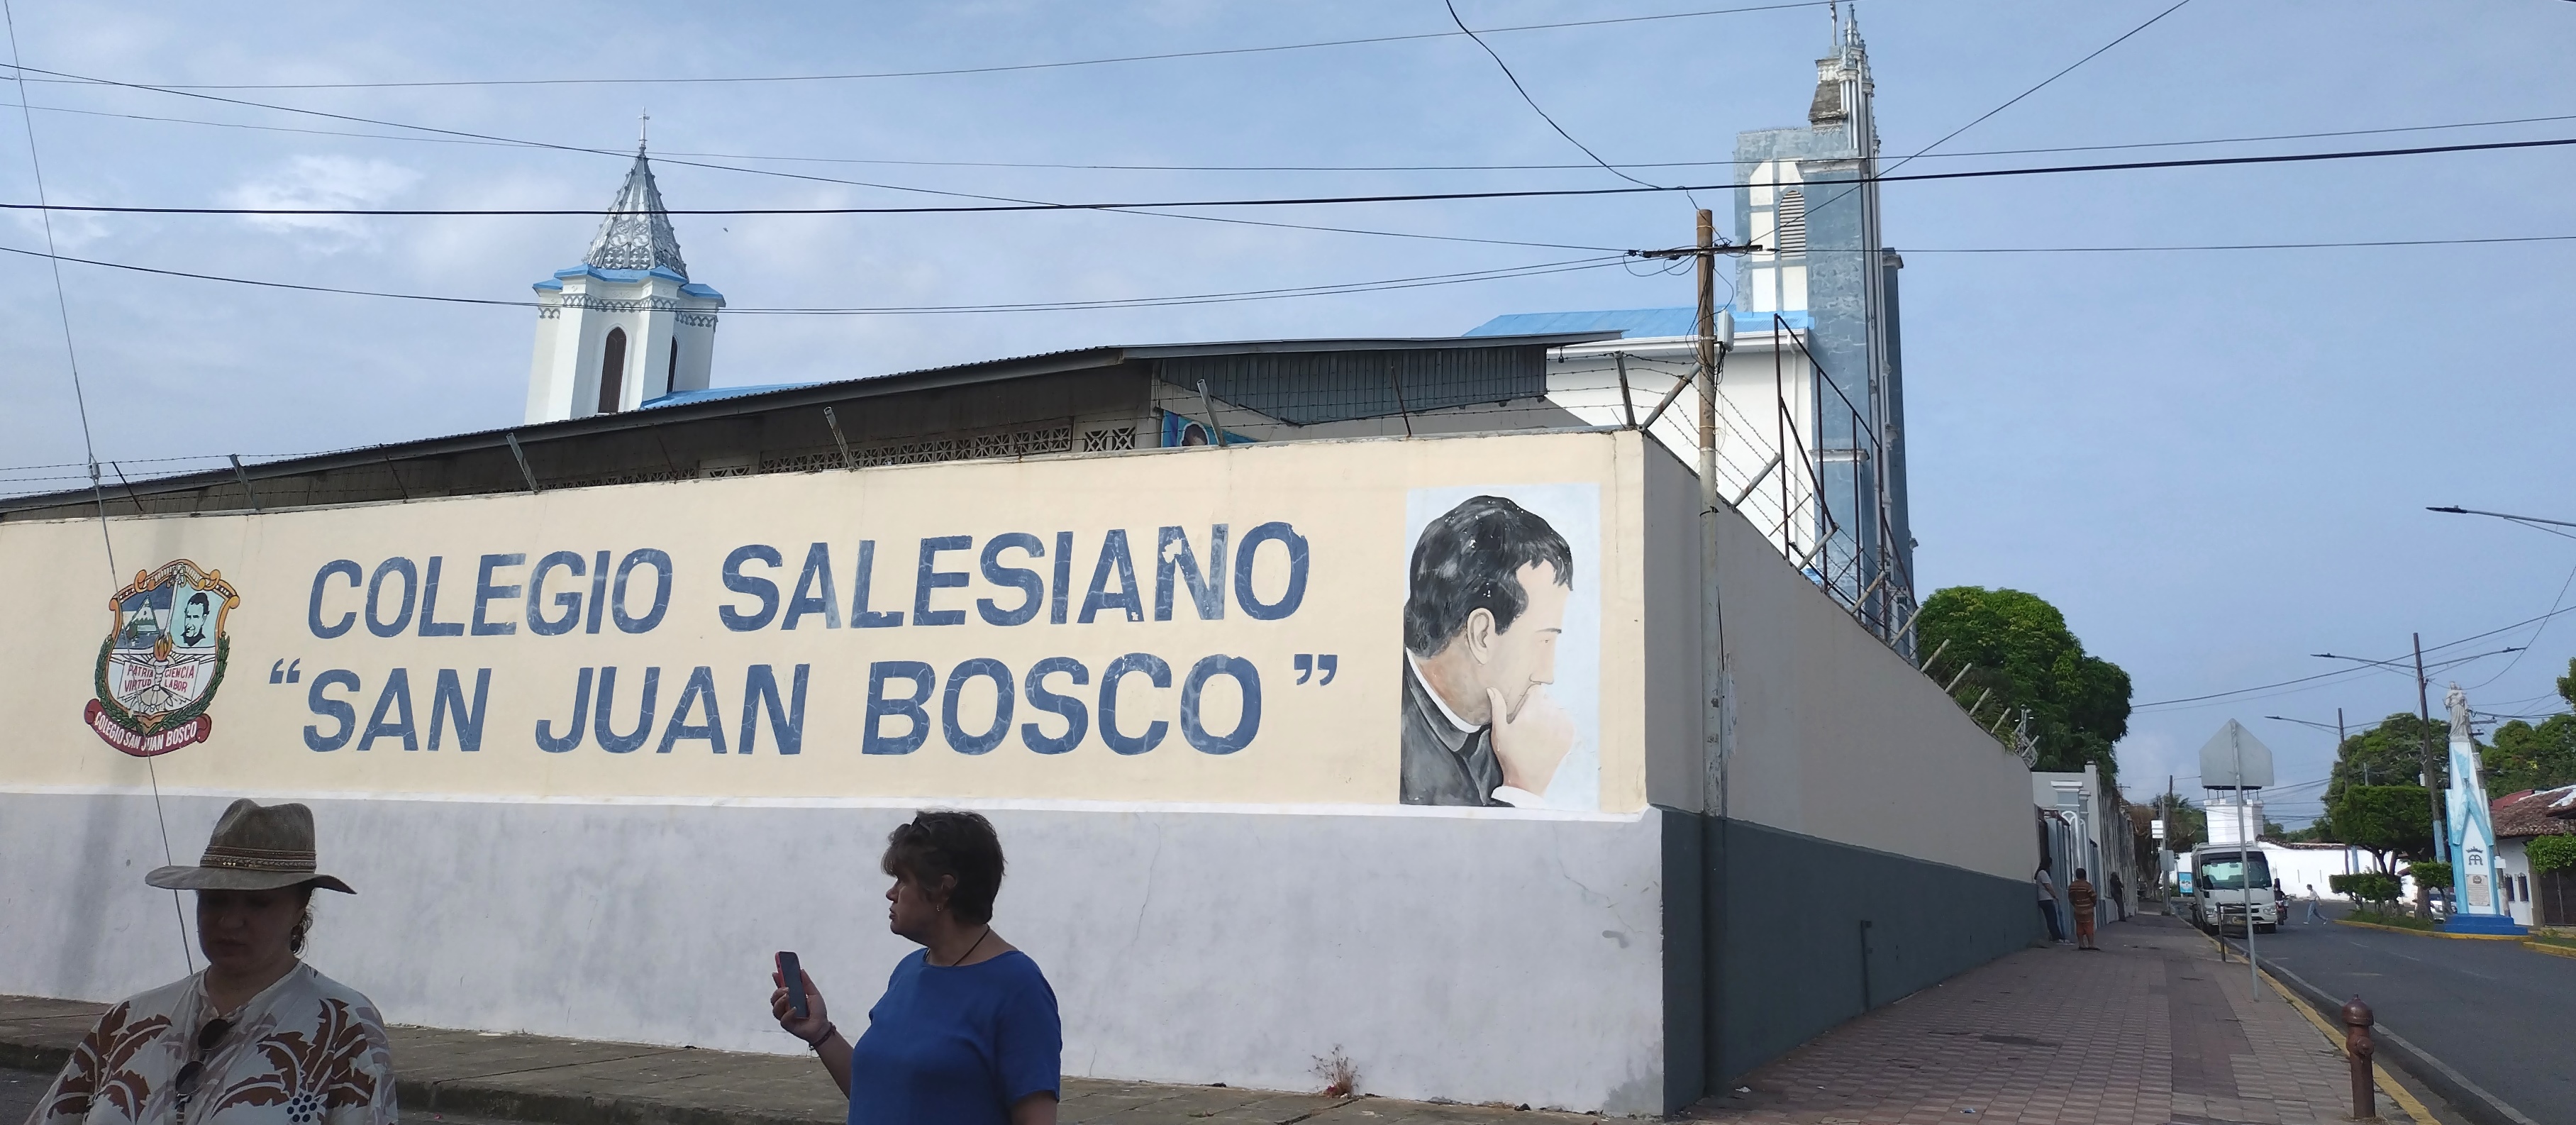 COLEGIO SALESIANO
“SAN JUAN BOSCO”
PATRIA CIENCIA
VIRTUD LABOR
COLEGIO SAN JUAN BOSCO